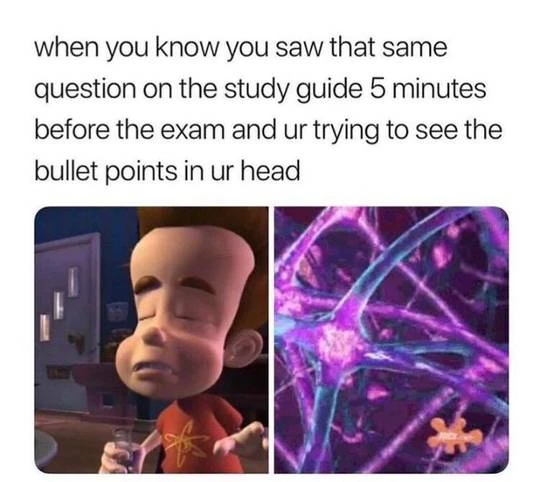 when you know you saw that same
question on the study guide 5 minutes
before the exam and ur trying to see the
bullet points in ur head